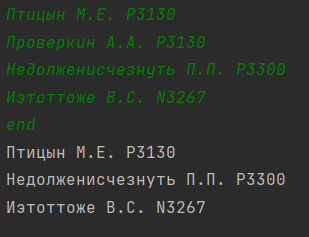 Птицын М.Е. P3130
Проверкин А.А. P3130
Недолженисчезнуть П.П. P3300
Иэтоттоже В.С. N3267
end
Птицын М.Е. P3130
Недолженисчезнуть П.П. P3300
Иэтоттоже В.С. N3267